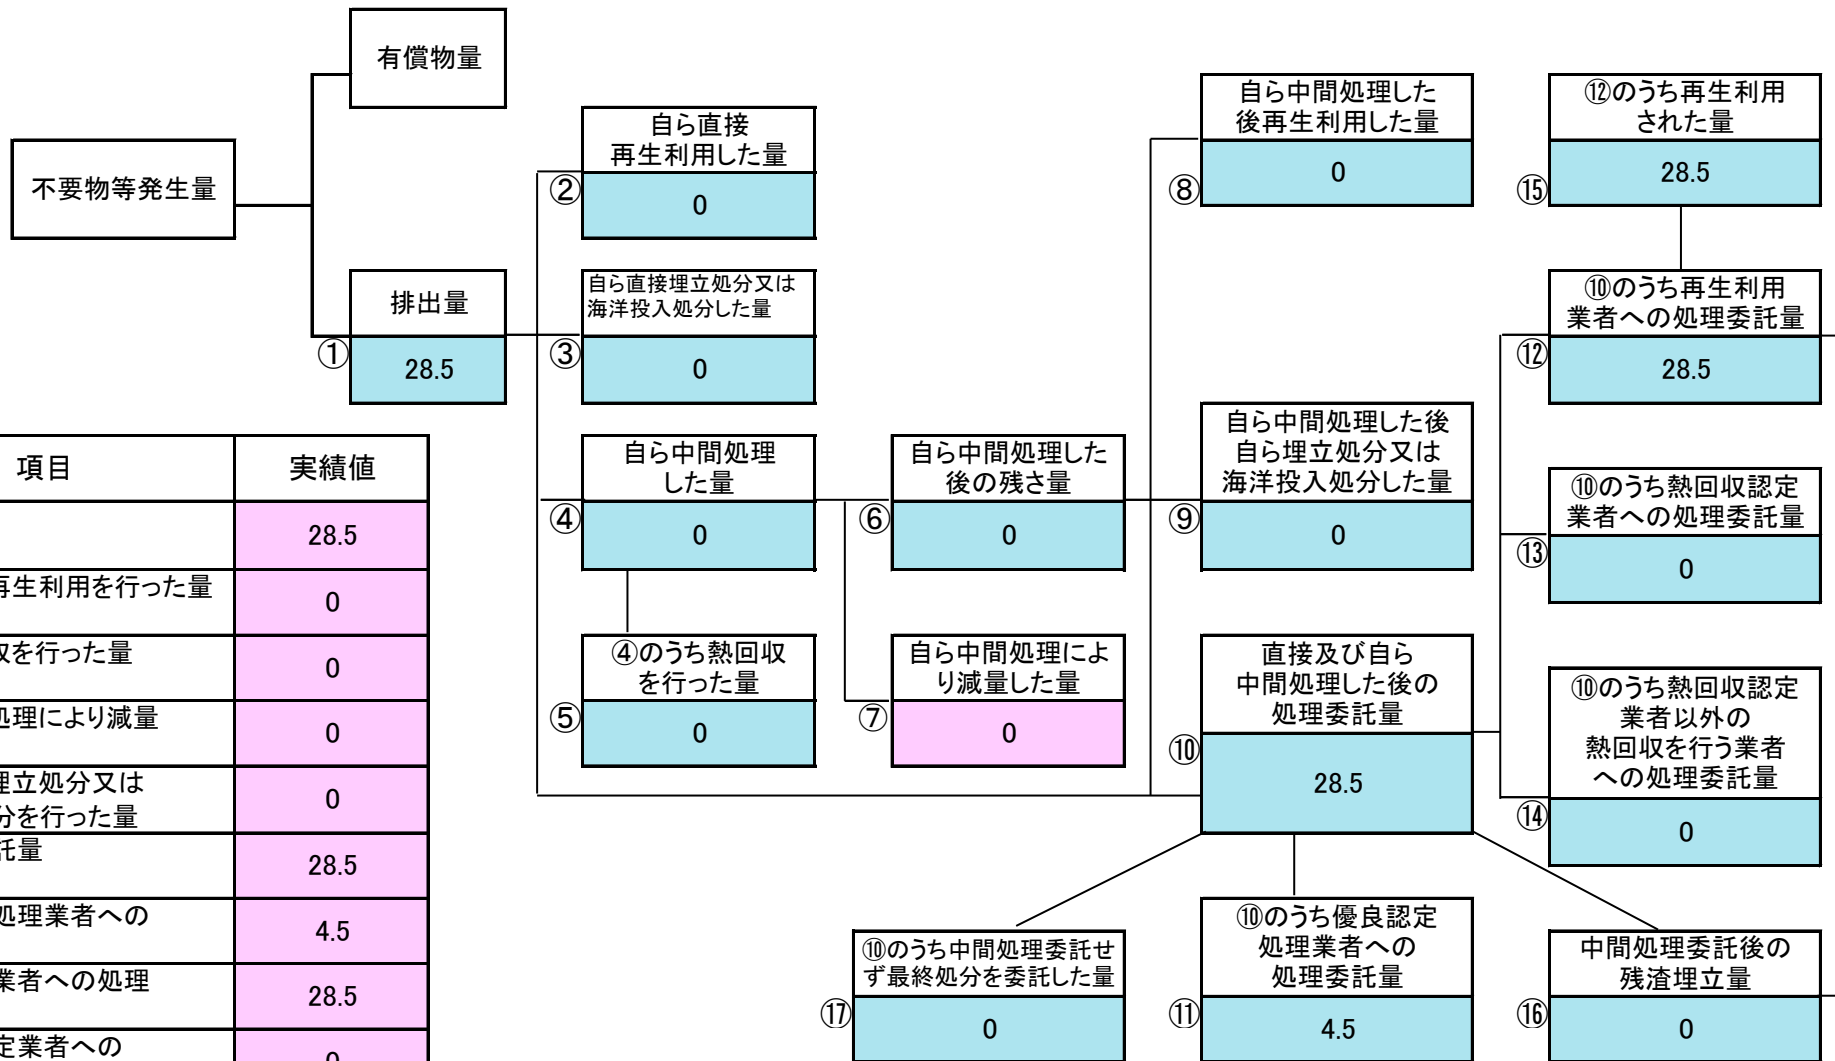 有償物量
不要物等発生量
排出量
①
28.5
自ら直接
再生利用した量
②
0
自ら直接埋立処分又は
海洋投入処分した量
③
0
自ら中間処理
した量
④
0
④のうち熱回収
を行った量
⑤
0
自ら中間処理した
後の残さ量
⑥
0
自ら中間処理によ
り減量した量
⑦
0
自ら中間処理した
後再生利用した量
⑧
0
自ら中間処理した後
自ら埋立処分又は
海洋投入処分した量
⑨
0
直接及び自ら
中間処理した後の
処理委託量
⑩
28.5
⑫のうち再生利用
された量
⑮
28.5
⑩のうち再生利用
業者への処理委託量
⑫
28.5
⑩のうち熱回収認定
業者への処理委託量
⑬
0
⑩のうち熱回収認定
業者以外の
熱回収を行う業者
への処理委託量
⑭
0
⑩のうち中間処理委託せ
ず最終処分を委託した量
⑰
0
⑩のうち優良認定
処理業者への
処理委託量
⑪
4.5
中間処理委託後の
残渣埋立量
⑯
0
項目 実績値
28.5
再生利用を行った量
0
収を行った量
0
処理により減量
0
埋立処分又は
分を行った量
0
託量
28.5
処理業者への
4.5
業者への処理
28.5
定業者への
0